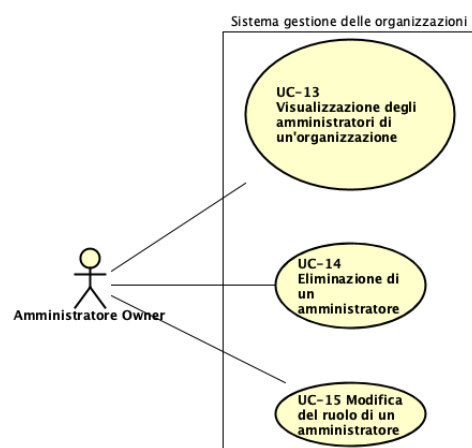 Sistema gestione delle organizzazioni
UC-13
Visualizzazione degli
amministratori di
un'organizzazione
UC-14
Eliminazione di
un
amministratore
Amministratore Owner
UC-15 Modifica
del ruolo di un
amministratore